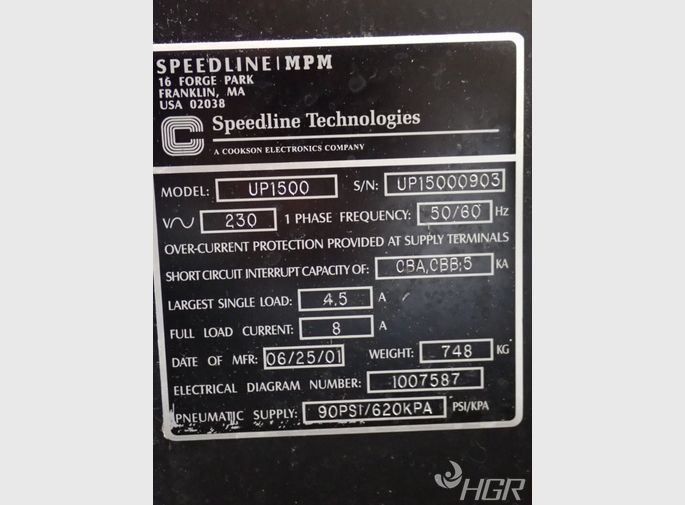 SPEEDLINE|MPM
16 FORGE PARK
FRANKLIN, MA
USA 02038
Speedline Technologies
A COOKSON ELECTRONICS COMPANY
MODEL: UP1500 S/N: UP15000903
V~ 230 1 PHASE FREQUENCY: 50/60 Hz
OVER-CURRENT PROTECTION PROVIDED AT SUPPLY TERMINALS
SHORT CIRCUIT INTERRUPT CAPACITY OF: CBA,CBB:5 KA
LARGEST SINGLE LOAD: 4.5 A
FULL LOAD CURRENT: 8 A
DATE OF MFR: 06/25/01 WEIGHT: 748 KG
ELECTRICAL DIAGRAM NUMBER: 1007587
PNEUMATIC SUPPLY: 90PSI/620KPA PSI/KPA
HGR